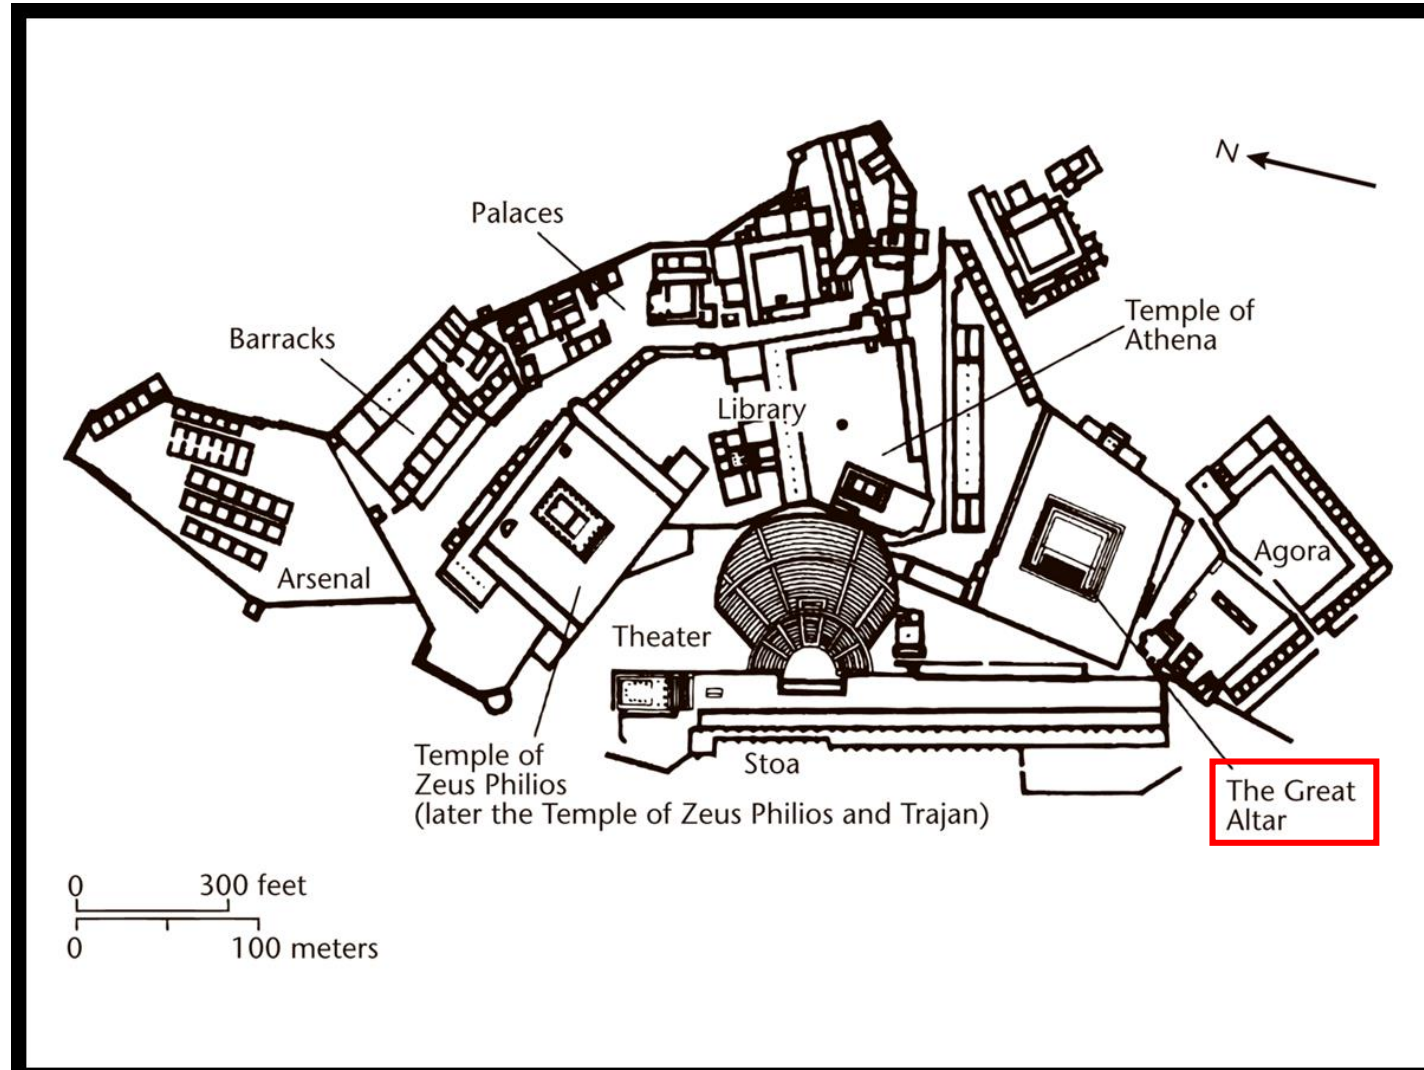 N
Palaces
Temple of
Athena
Barracks
Library
Agora
Arsenal
Theater
Temple of
Zeus Philios
(later the Temple of Zeus Philios and Trajan)
Stoa
The Great
Altar
0 300 feet
0 100 meters